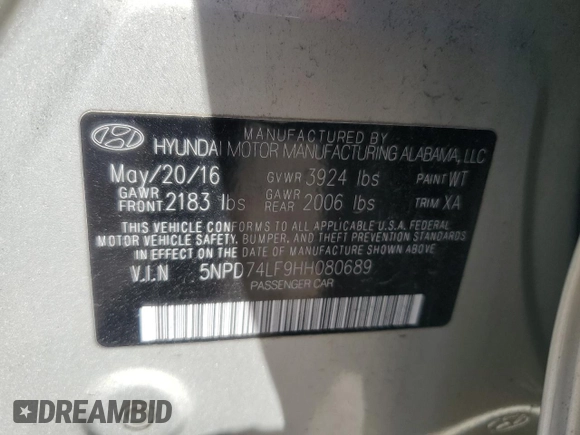 MANUFACTURED BY
HYUNDAI MOTOR MANUFACTURING ALABAMA, LLC
May/20/16 GVWR 3924 lbs PAINT WT
GAWR FRONT 2183 lbs GAWR REAR 2006 lbs TRIM XA
THIS VEHICLE CONFORMS TO ALL APPLICABLE U.S.A. FEDERAL
MOTOR VEHICLE SAFETY, BUMPER, AND THEFT PREVENTION STANDARDS
IN EFFECT ON THE DATE OF MANUFACTURE SHOWN ABOVE.
V.I.N 5NPD74LF9HH080689
PASSENGER CAR
DREAMBID